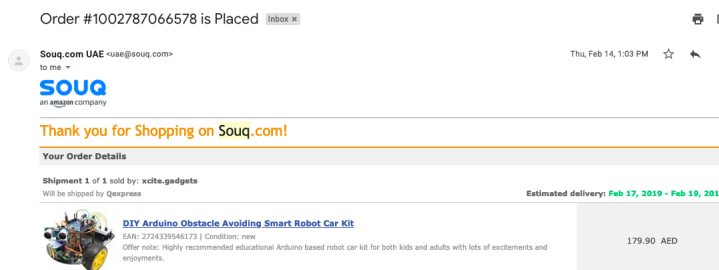 Order #1002787066578 is Placed Inbox ×
Souq.com UAE <uae@souq.com> Thu, Feb 14, 1:03 PM
to me
SOUQ
an amazon company
Thank you for Shopping on Souq.com!
Your Order Details
Shipment 1 of 1 sold by: xcite.gadgets
Will be shipped by Qexpress Estimated delivery: Feb 17, 2019 - Feb 19, 201
DIY Arduino Obstacle Avoiding Smart Robot Car Kit
EAN: 2724339546173 | Condition: new
179.90 AED
Offer note: Highly recommended educational Arduino based robot car kit for both kids and adults with lots of excitements and
enjoyments.